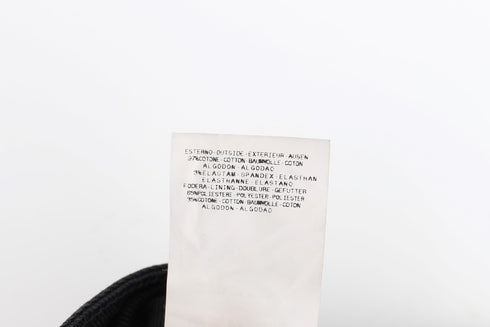 ESTERNO-OUTSIDE-EXTERIEUR-AUSEN
97%COTONE-COTTON-BAUMWOLLE-COTON
ALGODON-ALGODAO
3%ELASTAM-SPANDEX-ELASTHAN
ELASTHANNE-ELASTANO
FODERA-LINING-DOUBLURE-GEFUTTER
65%POLIESTERE-POLYESTER-POLIESTER
35%COTONE-COTTON-BAUMWOLLE-COTON
ALGODON-ALGODAO